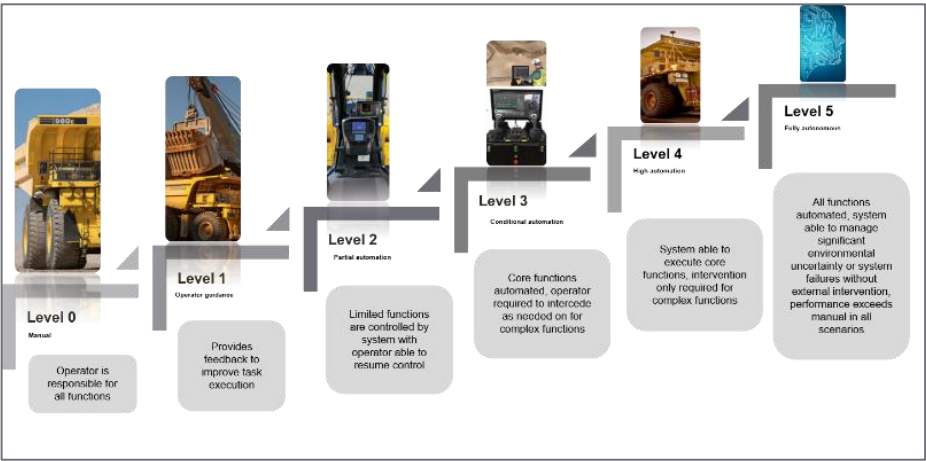 Level 0
Manual
Operator is
responsible for
all functions
Level 1
Operator guidance
Provides
feedback to
improve task
execution
Level 2
Partial automation
Limited functions
are controlled by
system with
operator able to
resume control
Level 3
Conditional automation
Core functions
automated, operator
required to intercede
as needed on for
complex functions
Level 4
High automation
System able to
execute core
functions, intervention
only required for
complex functions
Level 5
Fully autonomous
All functions
automated, system
able to manage
significant
environmental
uncertainty or system
failures without
external intervention,
performance exceeds
manual in all
scenarios